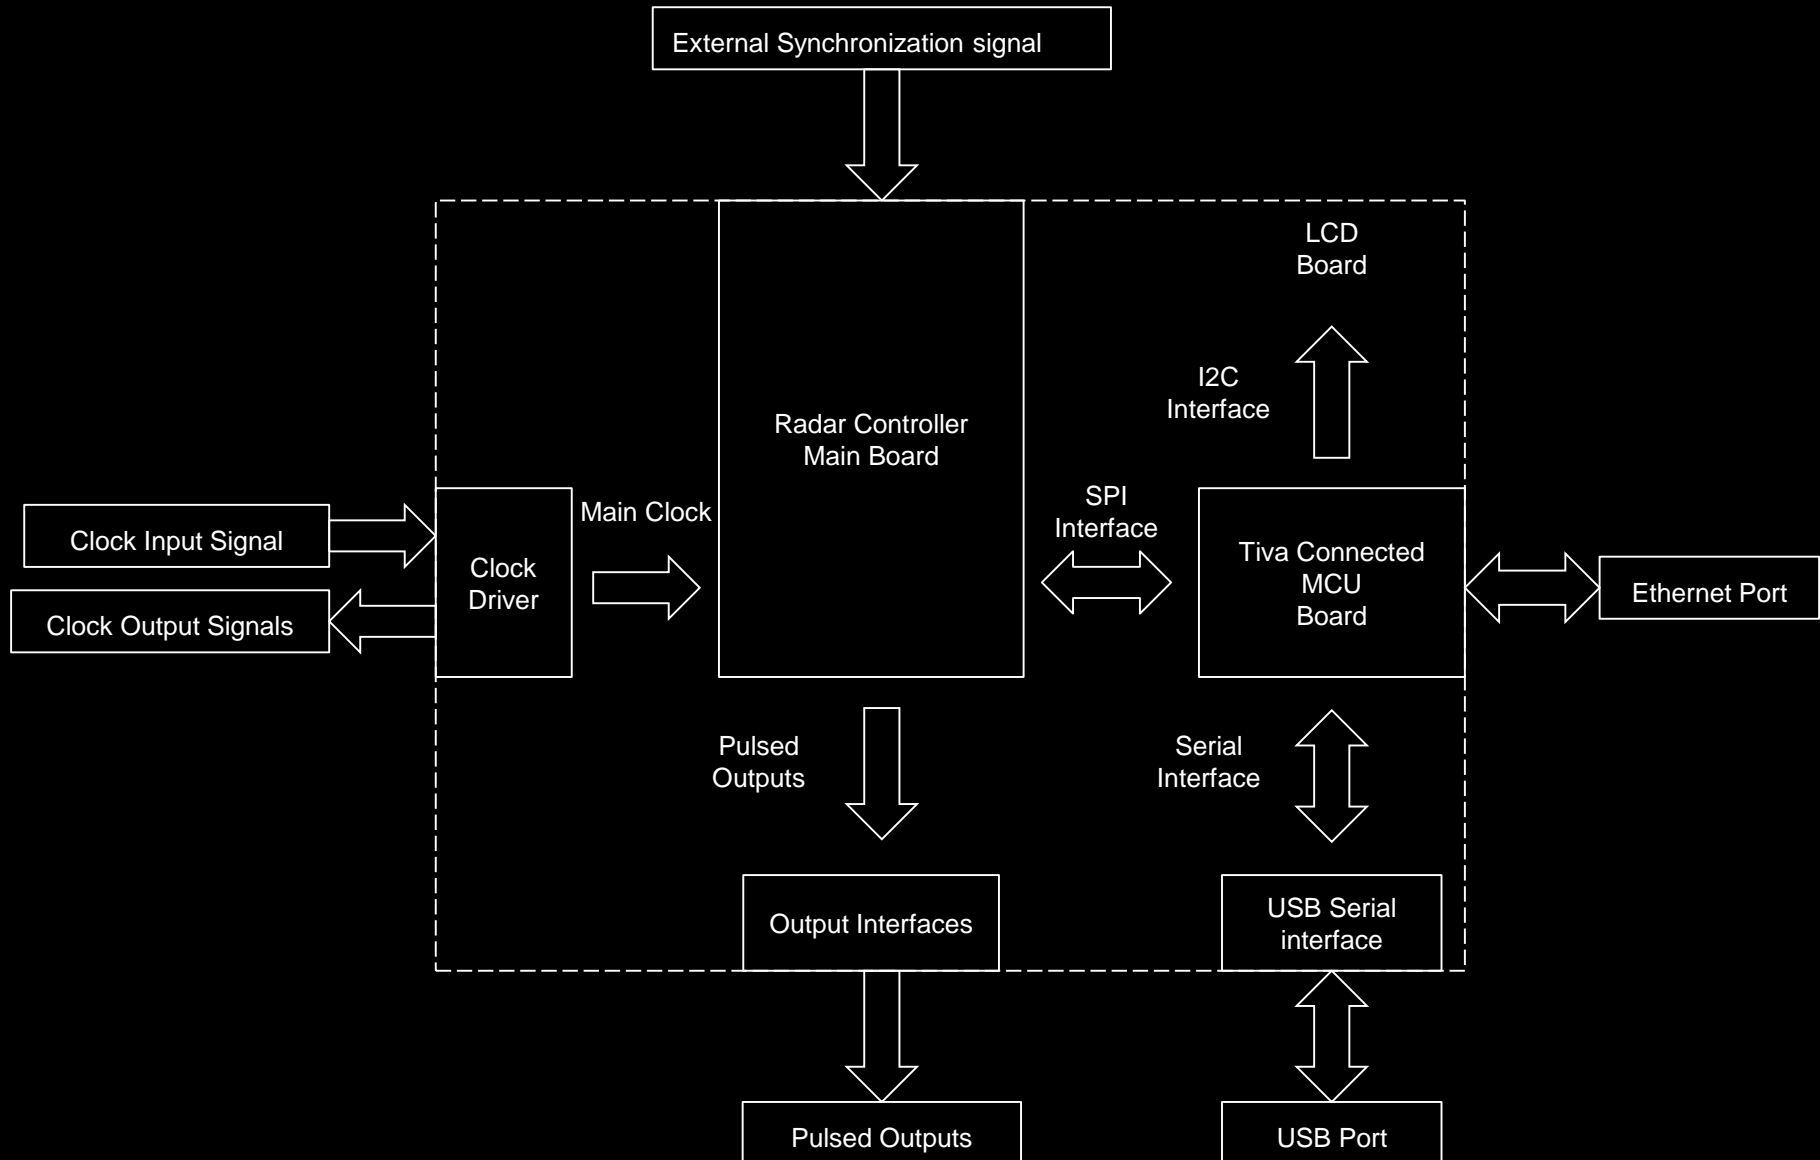 External Synchronization signal
LCD
Board
I2C
Interface
Radar Controller
Main Board
SPI
Interface
Main Clock
Clock Input Signal
Clock
Driver
Tiva Connected
MCU
Board
Ethernet Port
Clock Output Signals
Pulsed
Outputs
Serial
Interface
Output Interfaces
USB Serial
interface
Pulsed Outputs
USB Port